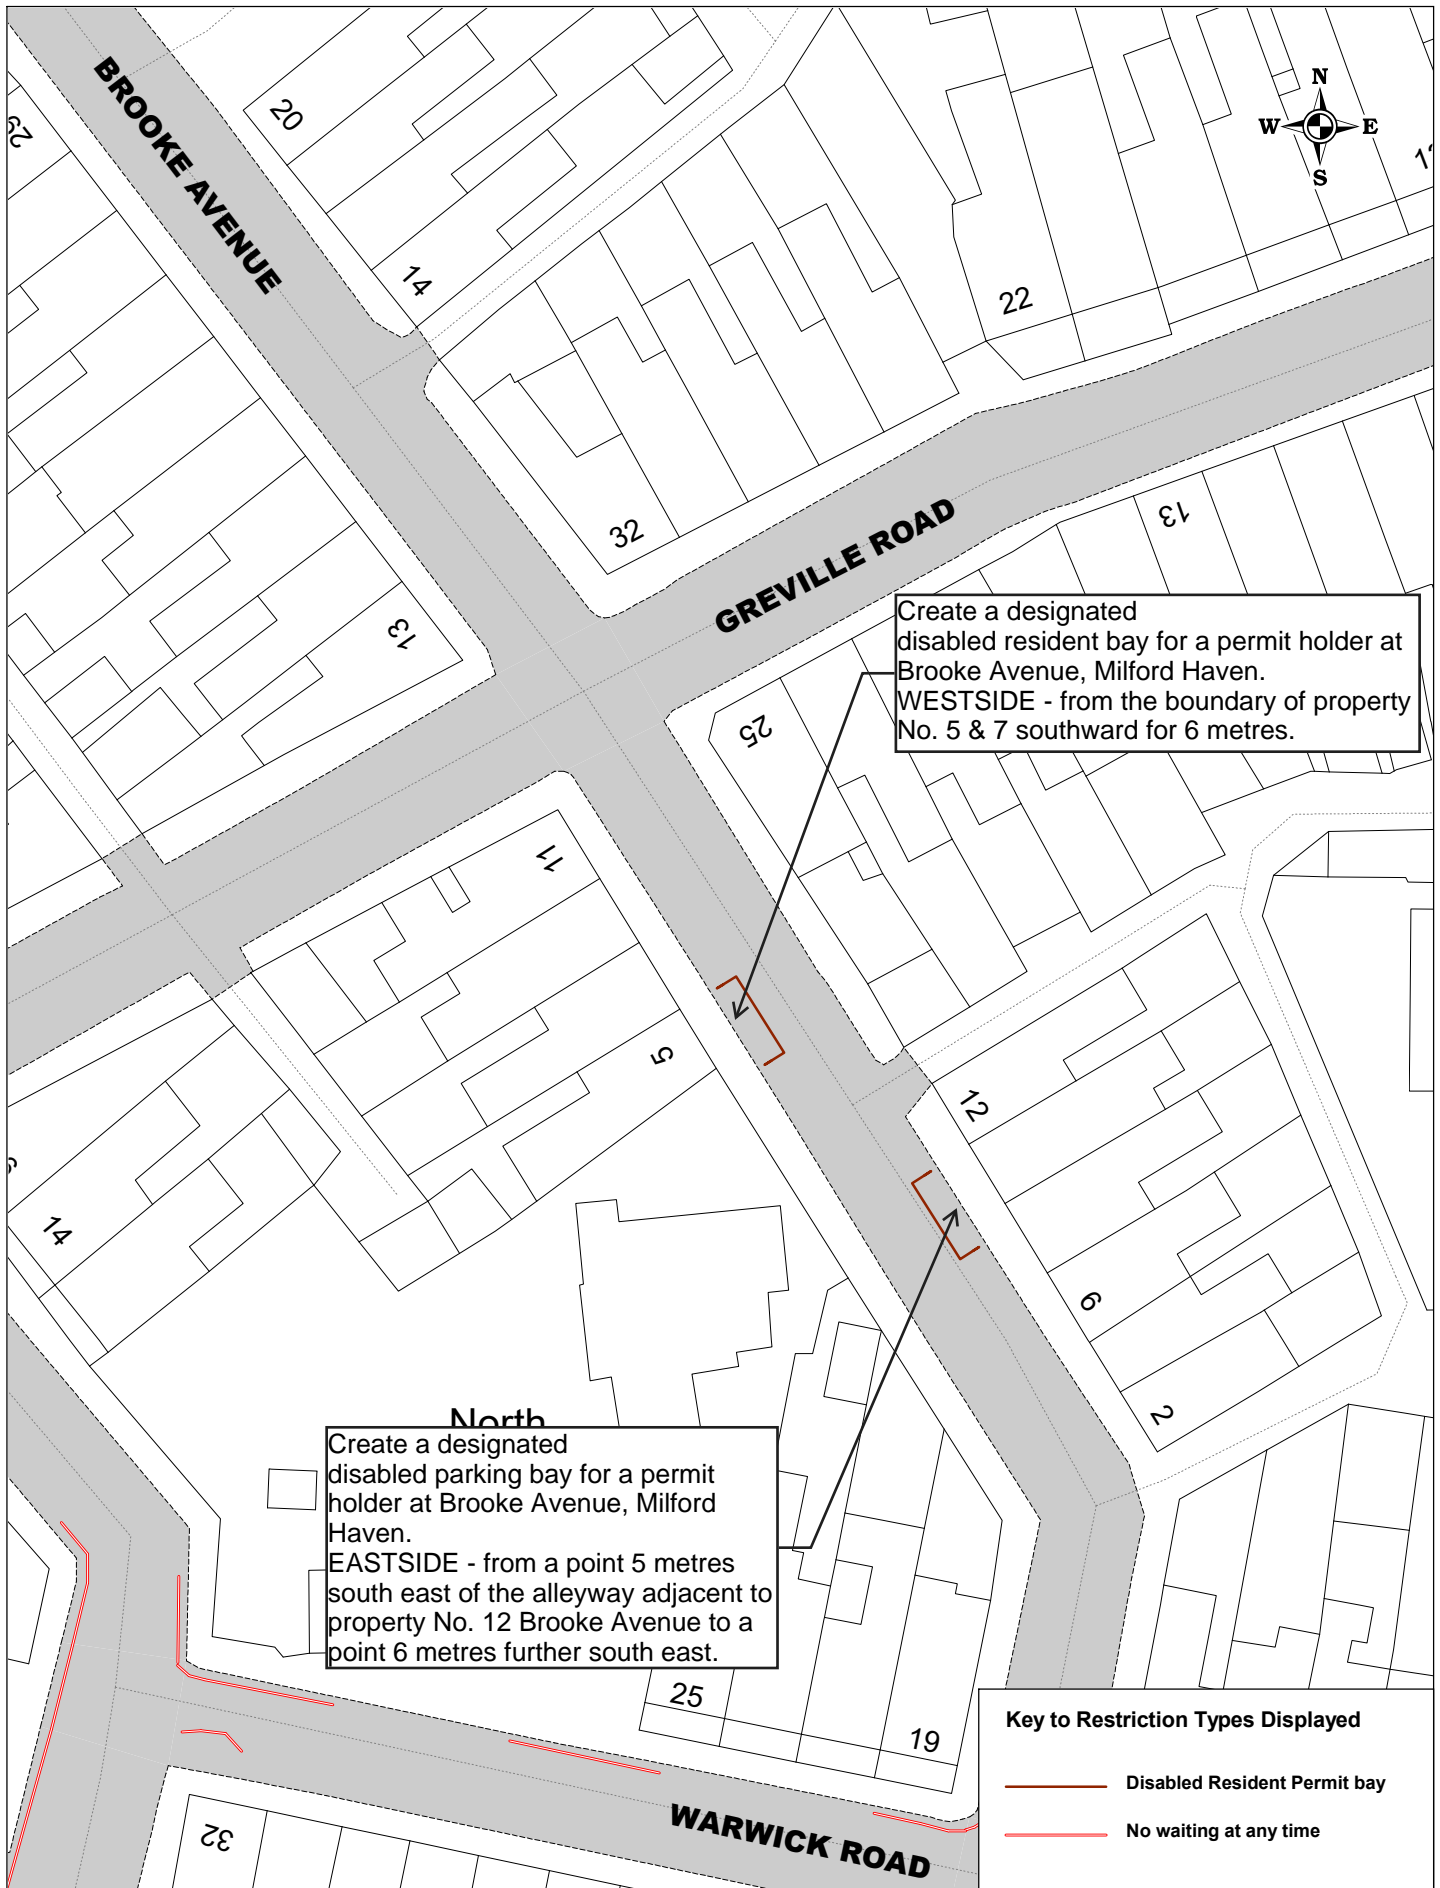 BROOKE AVENUE
20
29
N
W E
S
14
22
32
13
GREVILLE ROAD
13
Create a designated
disabled resident bay for a permit holder at
Brooke Avenue, Milford Haven.
WESTSIDE - from the boundary of property
No. 5 & 7 southward for 6 metres.
25
11
5
12
14
6
2
North
Create a designated
disabled parking bay for a permit
holder at Brooke Avenue, Milford
Haven.
EASTSIDE - from a point 5 metres
south east of the alleyway adjacent to
property No. 12 Brooke Avenue to a
point 6 metres further south east.
25
19
Key to Restriction Types Displayed
Disabled Resident Permit bay
No waiting at any time
32
WARWICK ROAD